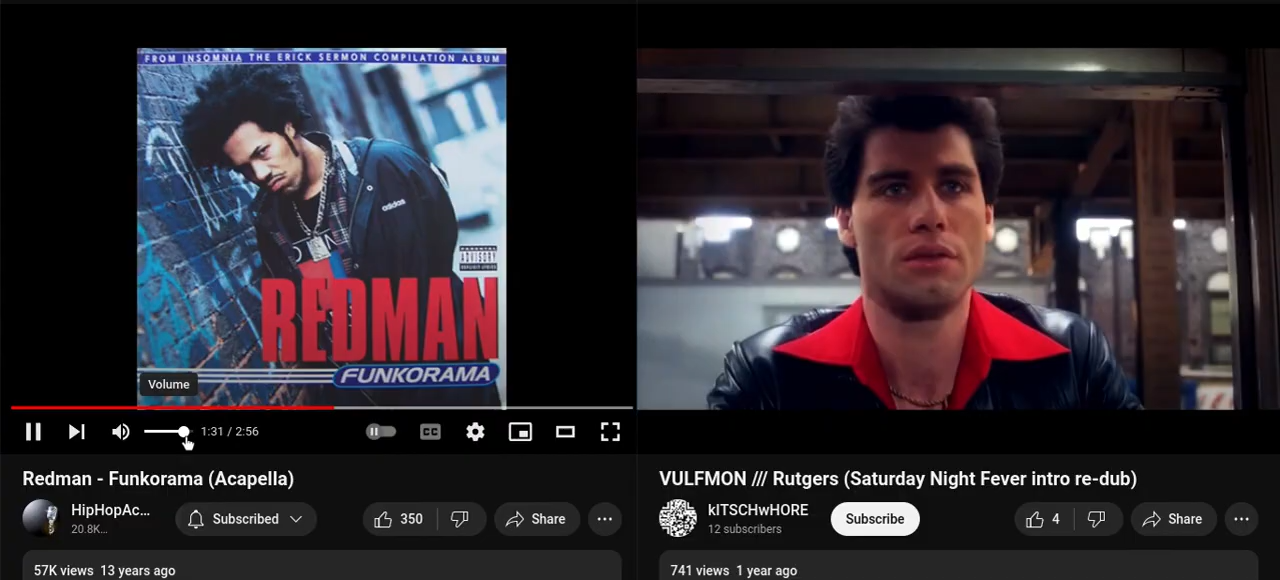 FROM INSOMNIA THE ERICK SERMON COMPILATION ALBUM
adidas
PARENTAL
ADVISORY
EXPLICIT LYRICS
REDMAN
FUNKORAMA
Volume
1:31 / 2:56
CC
Redman - Funkorama (Acapella)
HipHopAc...
20.8K...
Subscribed
350
Share
57K views 13 years ago
VULFMON /// Rutgers (Saturday Night Fever intro re-dub)
kITSCHwHORE
12 subscribers
Subscribe
4
Share
741 views 1 year ago